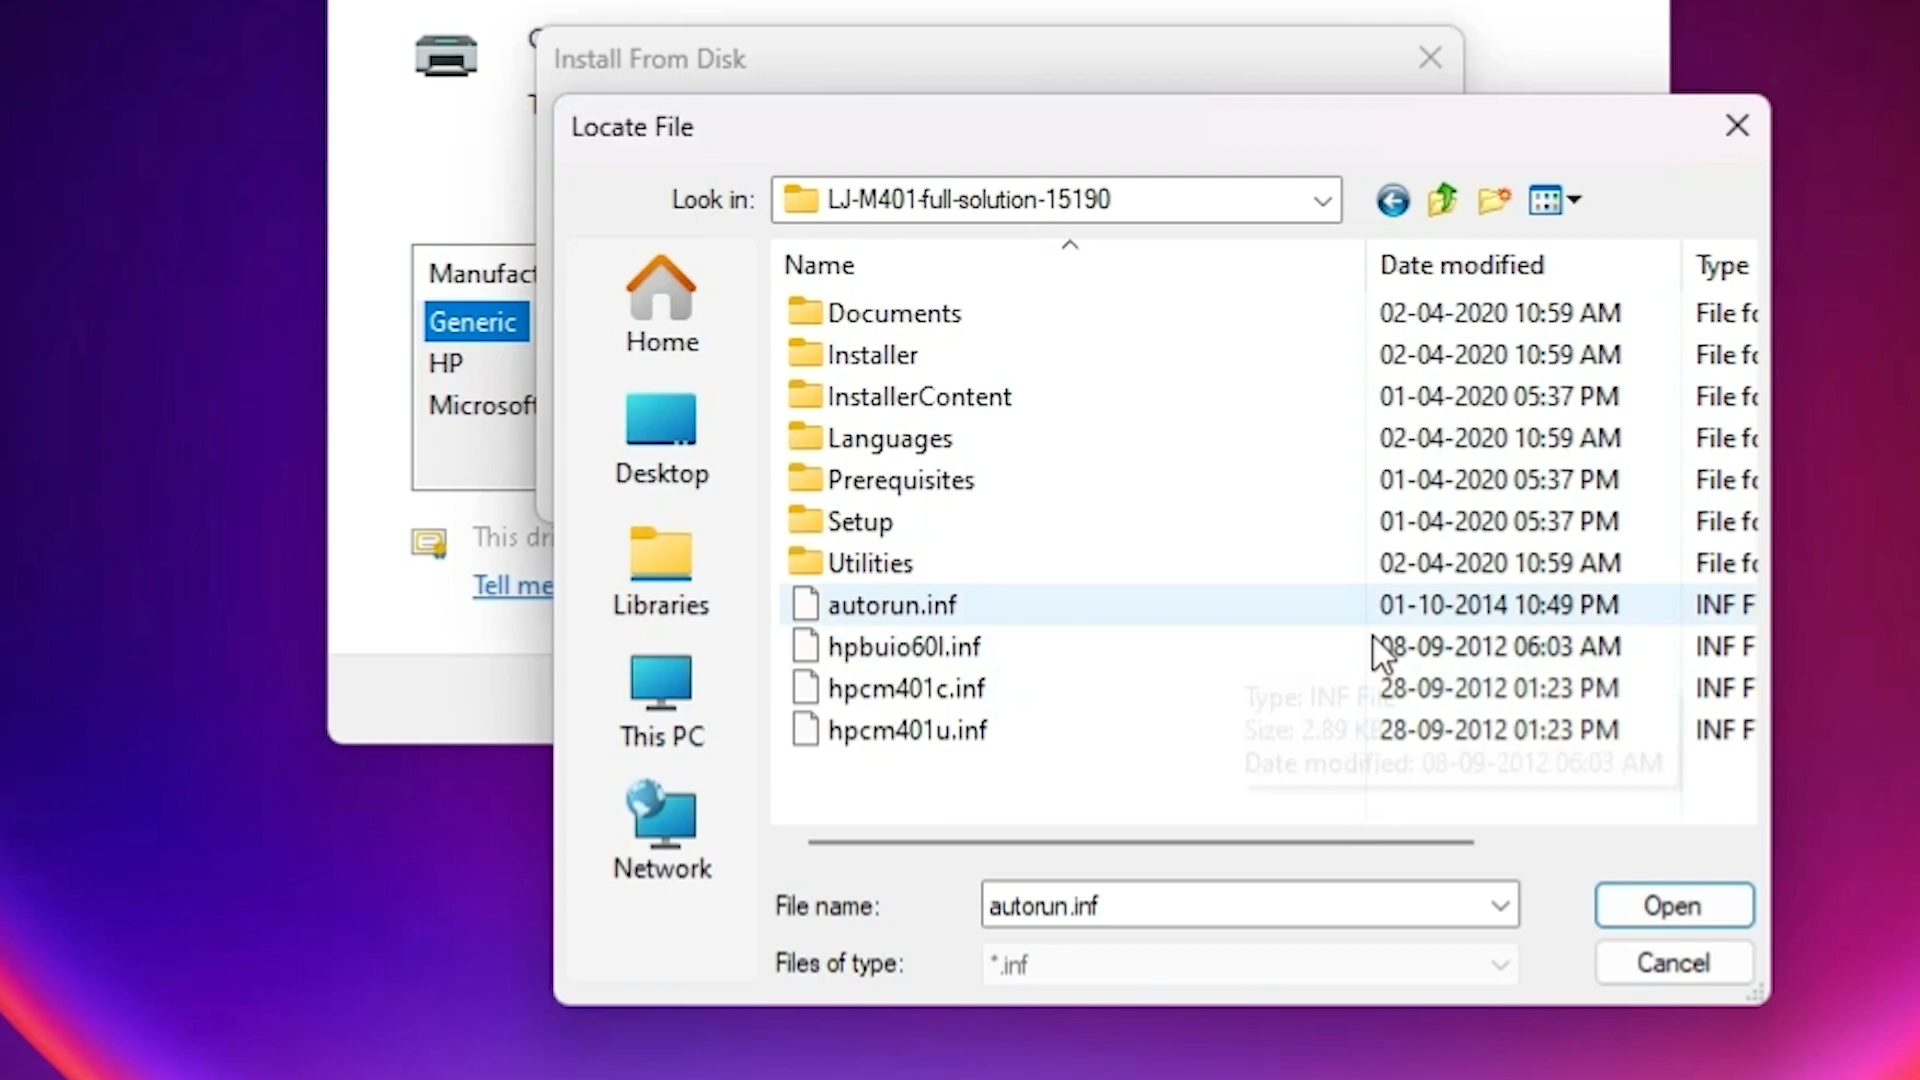 Install From Disk
Locate File
Look in:
LJ-M401-full-solution-15190
Name
Date modified
Type
Documents
02-04-2020 10:59 AM
File fo
Installer
02-04-2020 10:59 AM
File fo
InstallerContent
01-04-2020 05:37 PM
File fo
Languages
02-04-2020 10:59 AM
File fo
Prerequisites
01-04-2020 05:37 PM
File fo
Setup
01-04-2020 05:37 PM
File fo
Utilities
02-04-2020 10:59 AM
File fo
autorun.inf
01-10-2014 10:49 PM
INF F
hpbuio60l.inf
08-09-2012 06:03 AM
INF F
hpcm401c.inf
28-09-2012 01:23 PM
INF F
hpcm401u.inf
28-09-2012 01:23 PM
INF F
Type: INF File
Size: 2.89 KB
Date modified: 08-09-2012 06:03 AM
Home
Desktop
Libraries
This PC
Network
File name:
autorun.inf
Open
Files of type:
*.inf
Cancel
Manufact
Generic
HP
Microsoft
This dri
Tell me